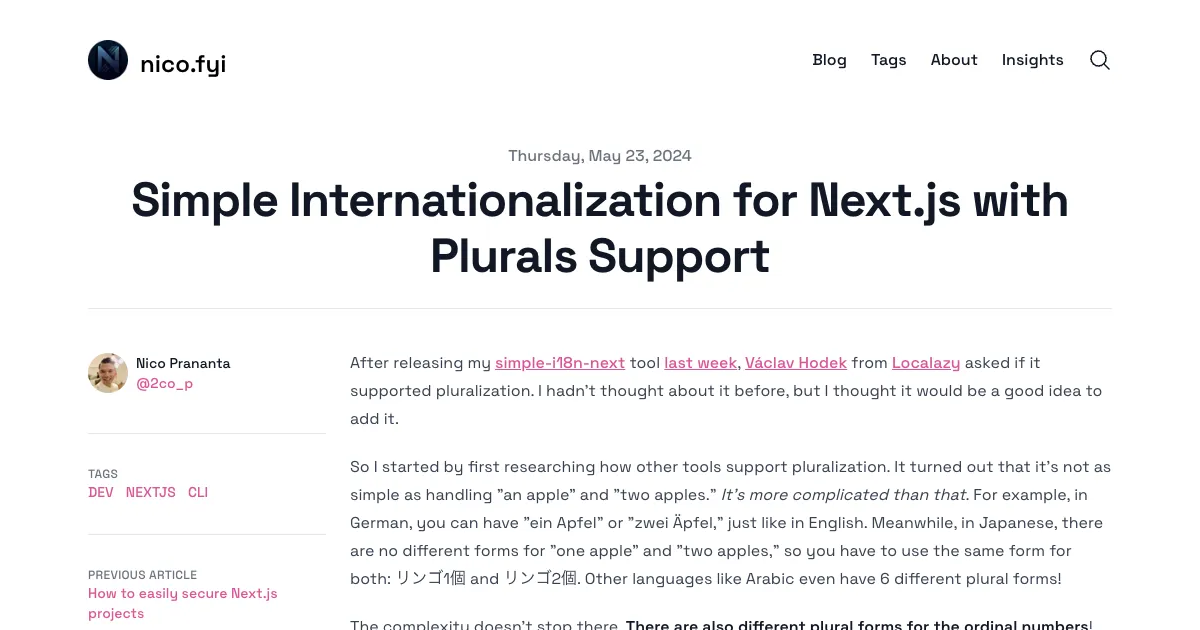 nico.fyi
Blog Tags About Insights
Thursday, May 23, 2024
Simple Internationalization for Next.js with
Plurals Support
Nico Prananta
@2co_p
TAGS
DEV NEXTJS CLI
PREVIOUS ARTICLE
How to easily secure Next.js
projects
After releasing my simple-i18n-next tool last week, Václav Hodek from Localazy asked if it
supported pluralization. I hadn't thought about it before, but I thought it would be a good idea to
add it.
So I started by first researching how other tools support pluralization. It turned out that it's not as
simple as handling "an apple" and "two apples." It's more complicated than that. For example, in
German, you can have "ein Apfel" or "zwei Äpfel," just like in English. Meanwhile, in Japanese, there
are no different forms for "one apple" and "two apples," so you have to use the same form for
both: リンゴ1個 and リンゴ2個. Other languages like Arabic even have 6 different plural forms!
The complexity doesn't stop there. There are also different plural forms for the ordinal numbers!